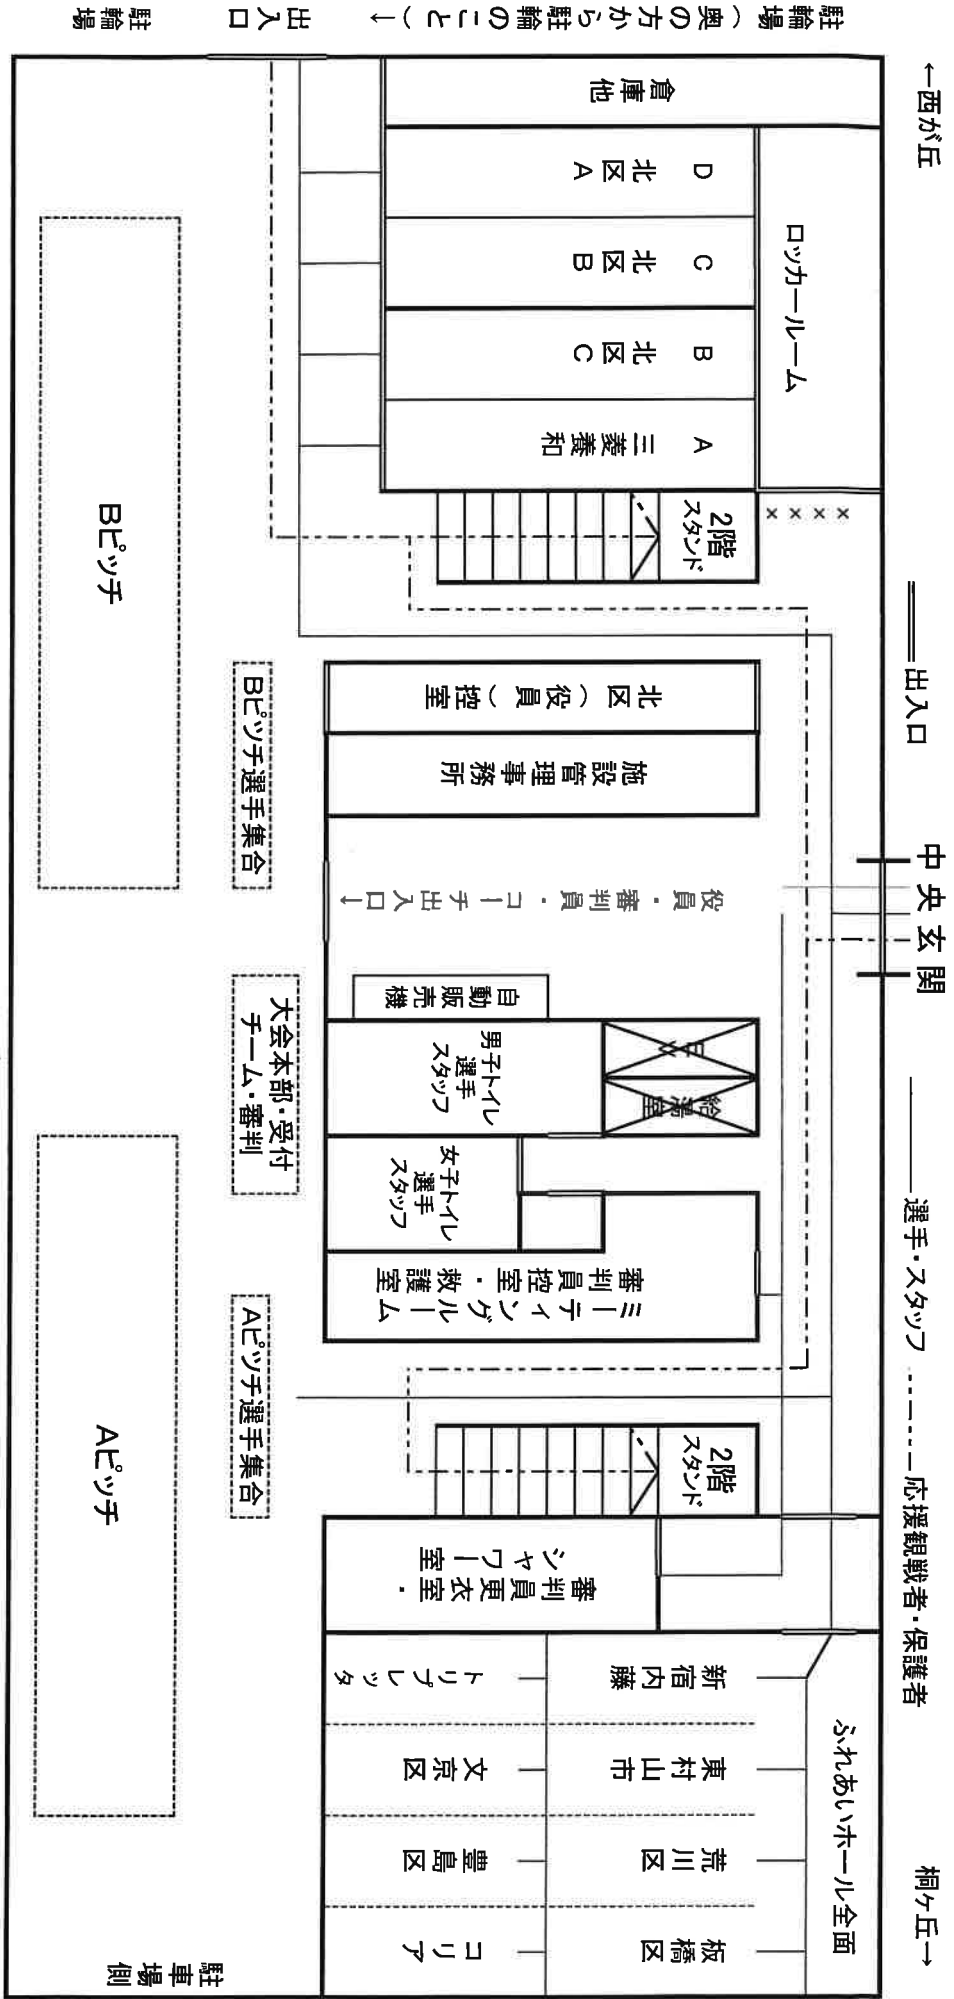 ←西が丘
═══出入口
中央玄関
―――選手・スタッフ
-・-・-応援観戦者・保護者
桐ケ丘→
駐輪場(奥の方から駐輪のこと)↓
出入口
駐輪場
倉庫他
ロッカールーム
D 北区A
C 北区B
B 北区C
A 三菱養和
2階
スタンド
××××
北区(役員)控室
施設管理事務所
役員・審判員・コーチ出入口↓
自動販売機
男子トイレ
選手
スタッフ
給湯室
女子トイレ
選手
スタッフ
ミーティングルーム
審判員控室・救護室
2階
スタンド
審判員更衣室・
シャワー室
ふれあいホール全面
新宿内藤
東村山市
荒川区
板橋区
トリプレッタ
文京区
豊島区
コリア
Bピッチ選手集合
大会本部・受付
チーム・審判
Aピッチ選手集合
Bピッチ
Aピッチ
駐車場側